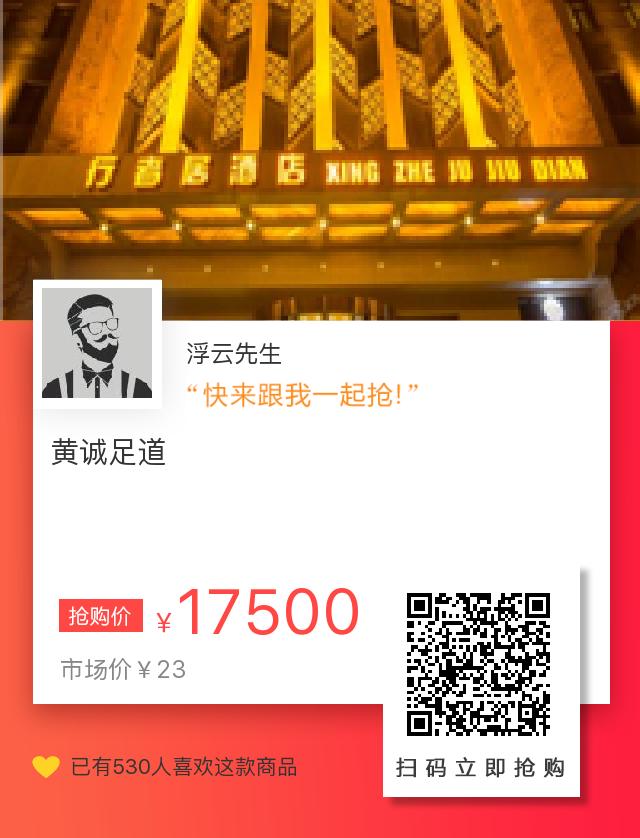 行者居酒店 XING ZHE JU JIU DIAN
浮云先生
“快来跟我一起抢！”
黄诚足道
抢购价 ¥17500
市场价¥23
已有530人喜欢这款商品
扫码立即抢购